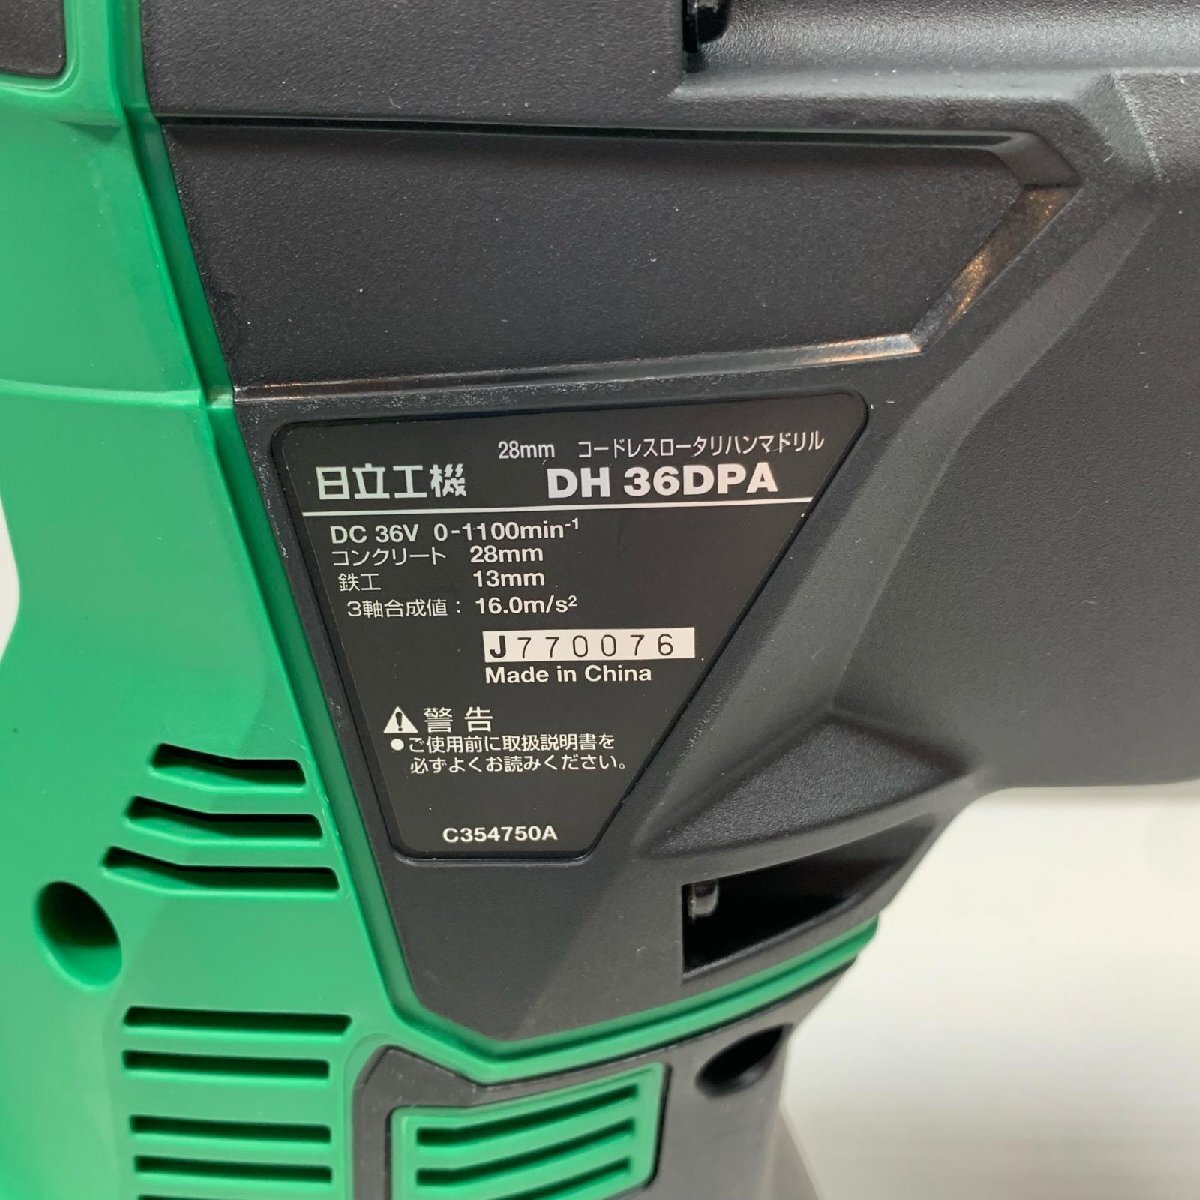 28mm コードレスロータリハンマドリル
日立工機 DH 36DPA
DC 36V 0-1100min⁻¹
コンクリート 28mm
鉄工 13mm
3軸合成値: 16.0m/s²
J770076
Made in China
警告
●ご使用前に取扱説明書を
必ずよくお読みください。
C354750A